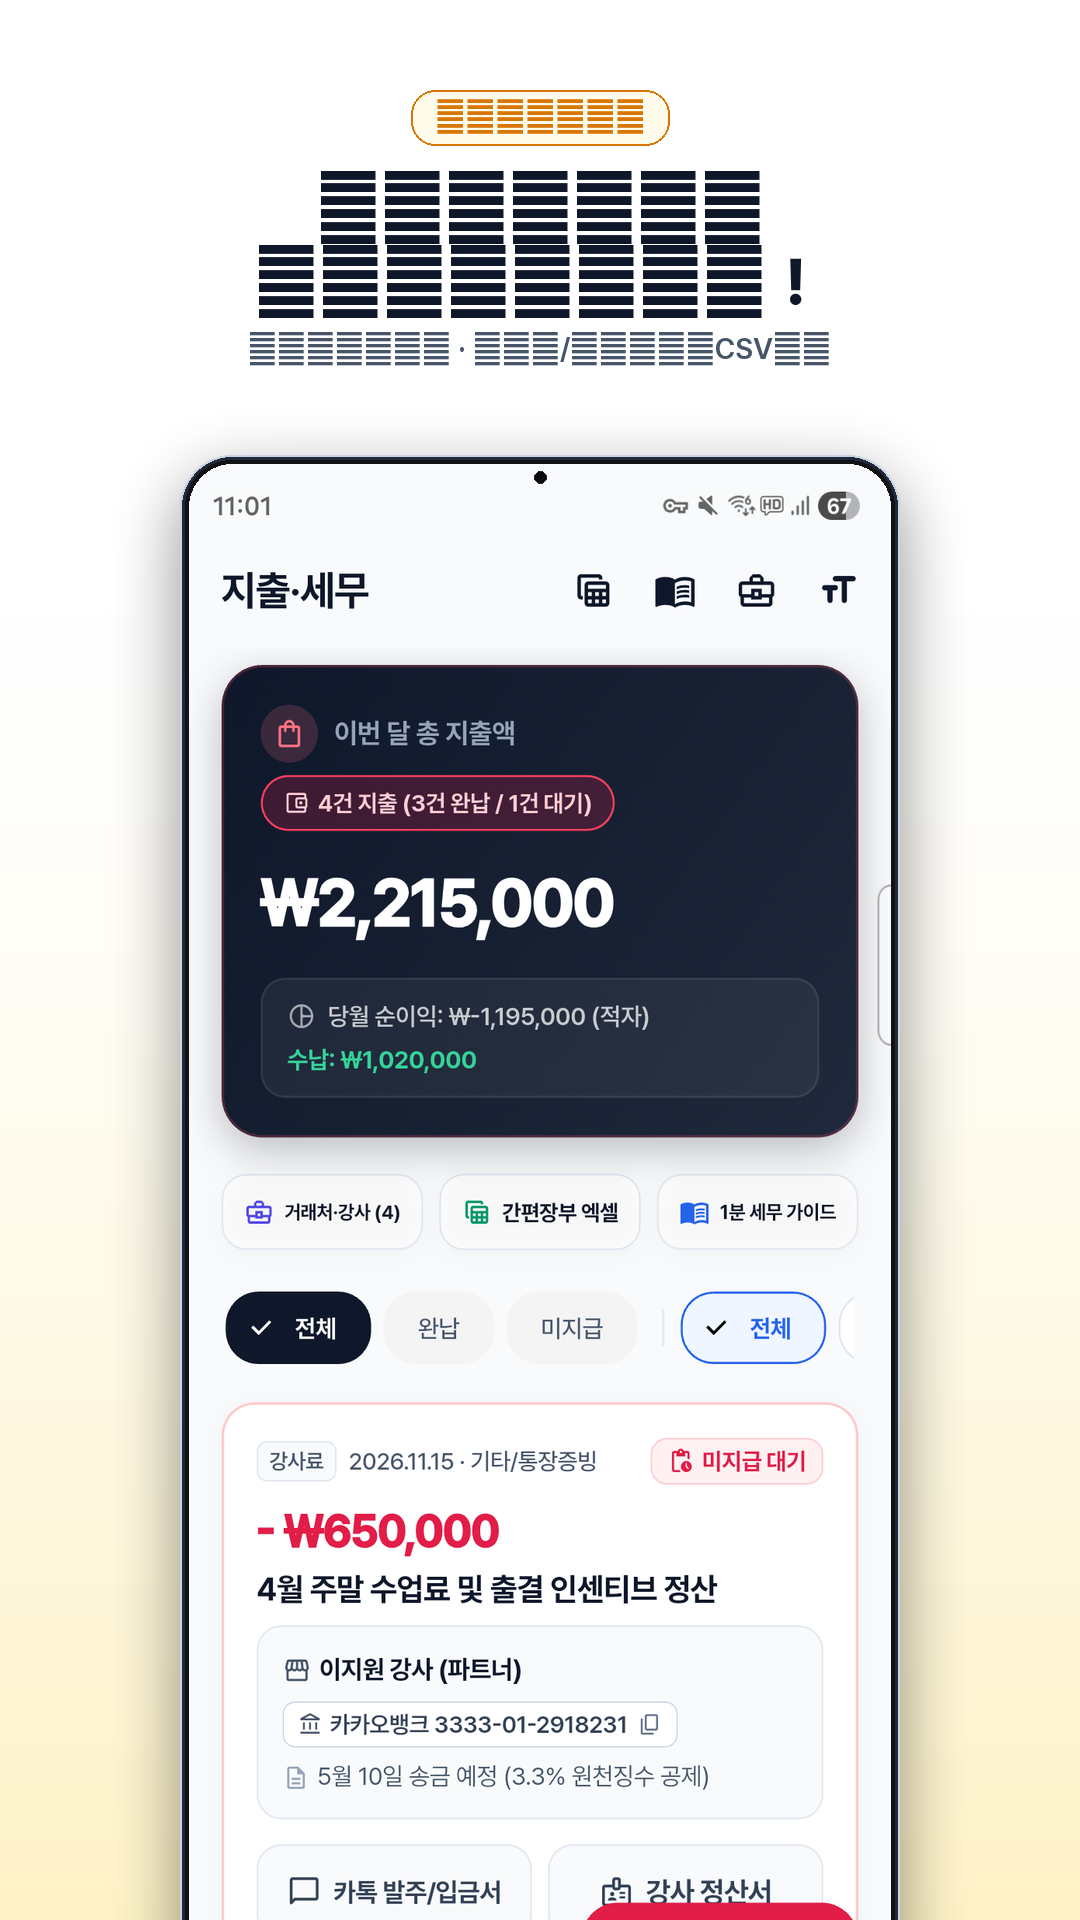 !
· / CSV
11:01
HD 67
지출·세무
이번 달 총 지출액
4건 지출 (3건 완납 / 1건 대기)
₩2,215,000
당월 순이익: ₩-1,195,000 (적자)
수납: ₩1,020,000
거래처·강사 (4) 간편장부 엑셀 1분 세무 가이드
전체 완납 미지급 전체
강사료 2026.11.15 · 기타/통장증빙 미지급 대기
- ₩650,000
4월 주말 수업료 및 출결 인센티브 정산
이지원 강사 (파트너)
카카오뱅크 3333-01-2918231
5월 10일 송금 예정 (3.3% 원천징수 공제)
카톡 발주/입금서 강사 정산서